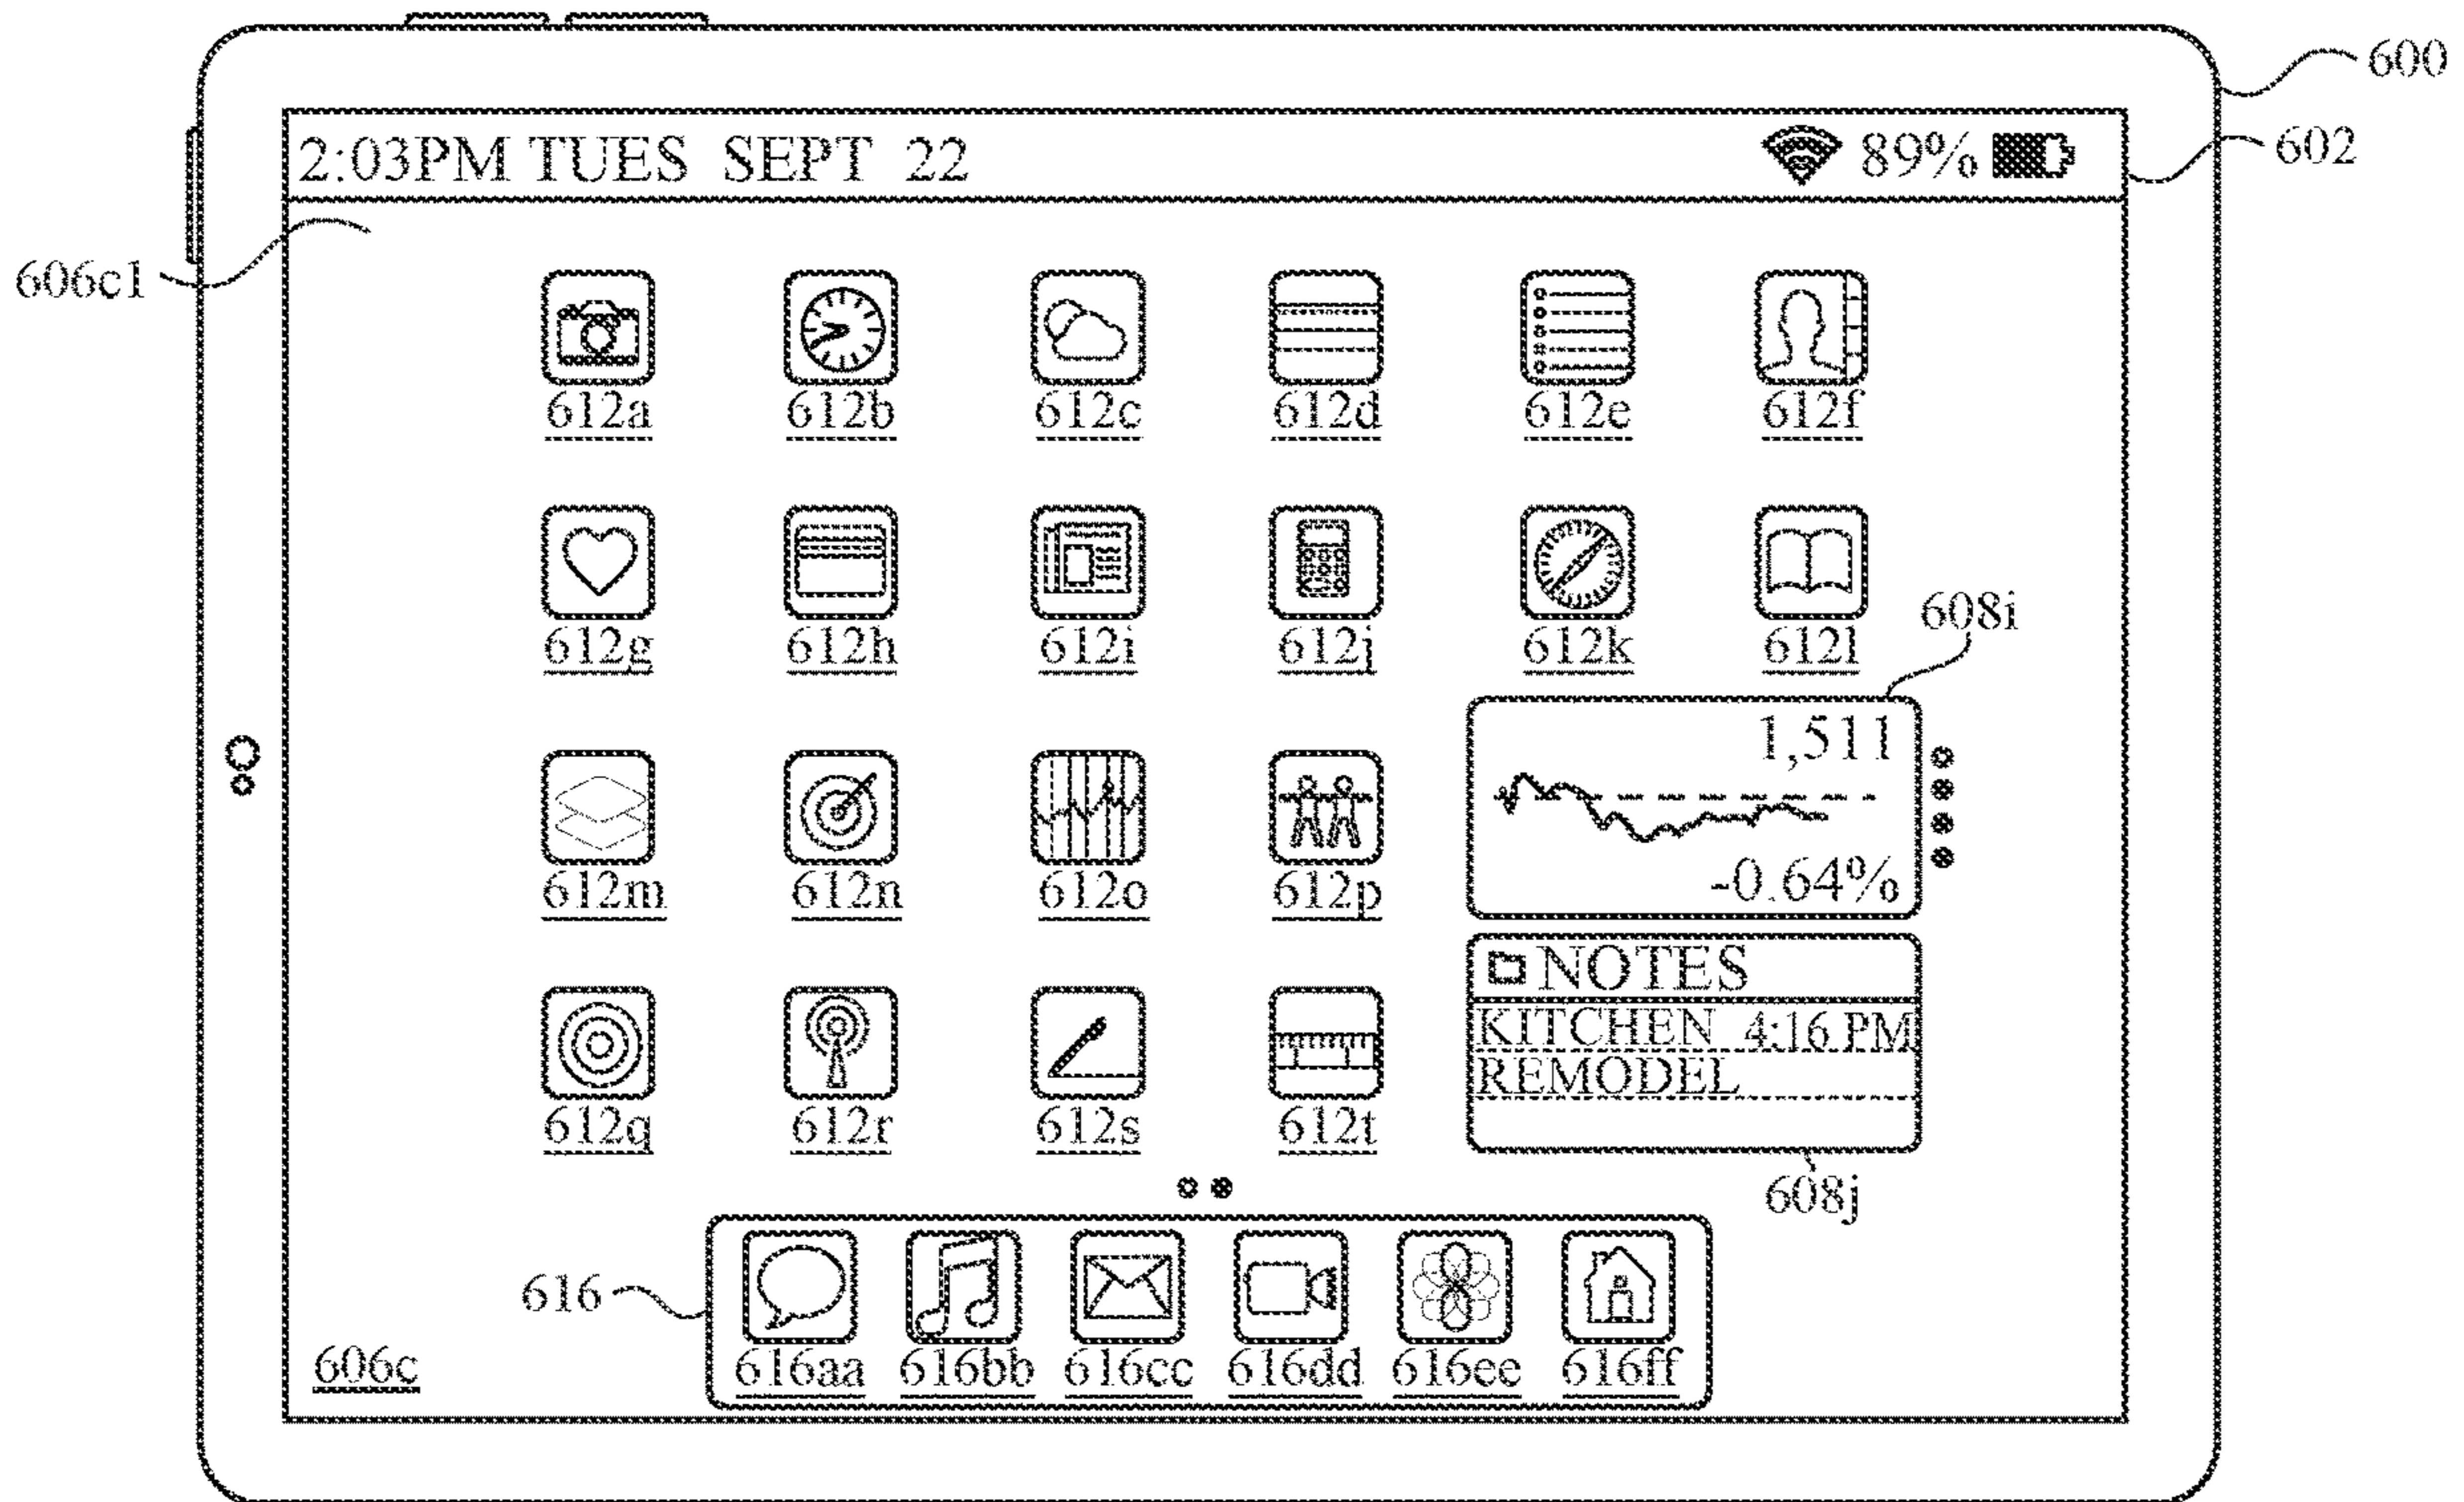 600
2:03PM TUES SEPT 22 89%
602
606c1
612a 612b 612c 612d 612e 612f
612g 612h 612i 612j 612k 612l
608i
1,511
-0.64%
612m 612n 612o 612p
NOTES
KITCHEN 4:16 PM
REMODEL
612q 612r 612s 612t
608j
616
616aa 616bb 616cc 616dd 616ee 616ff
606c